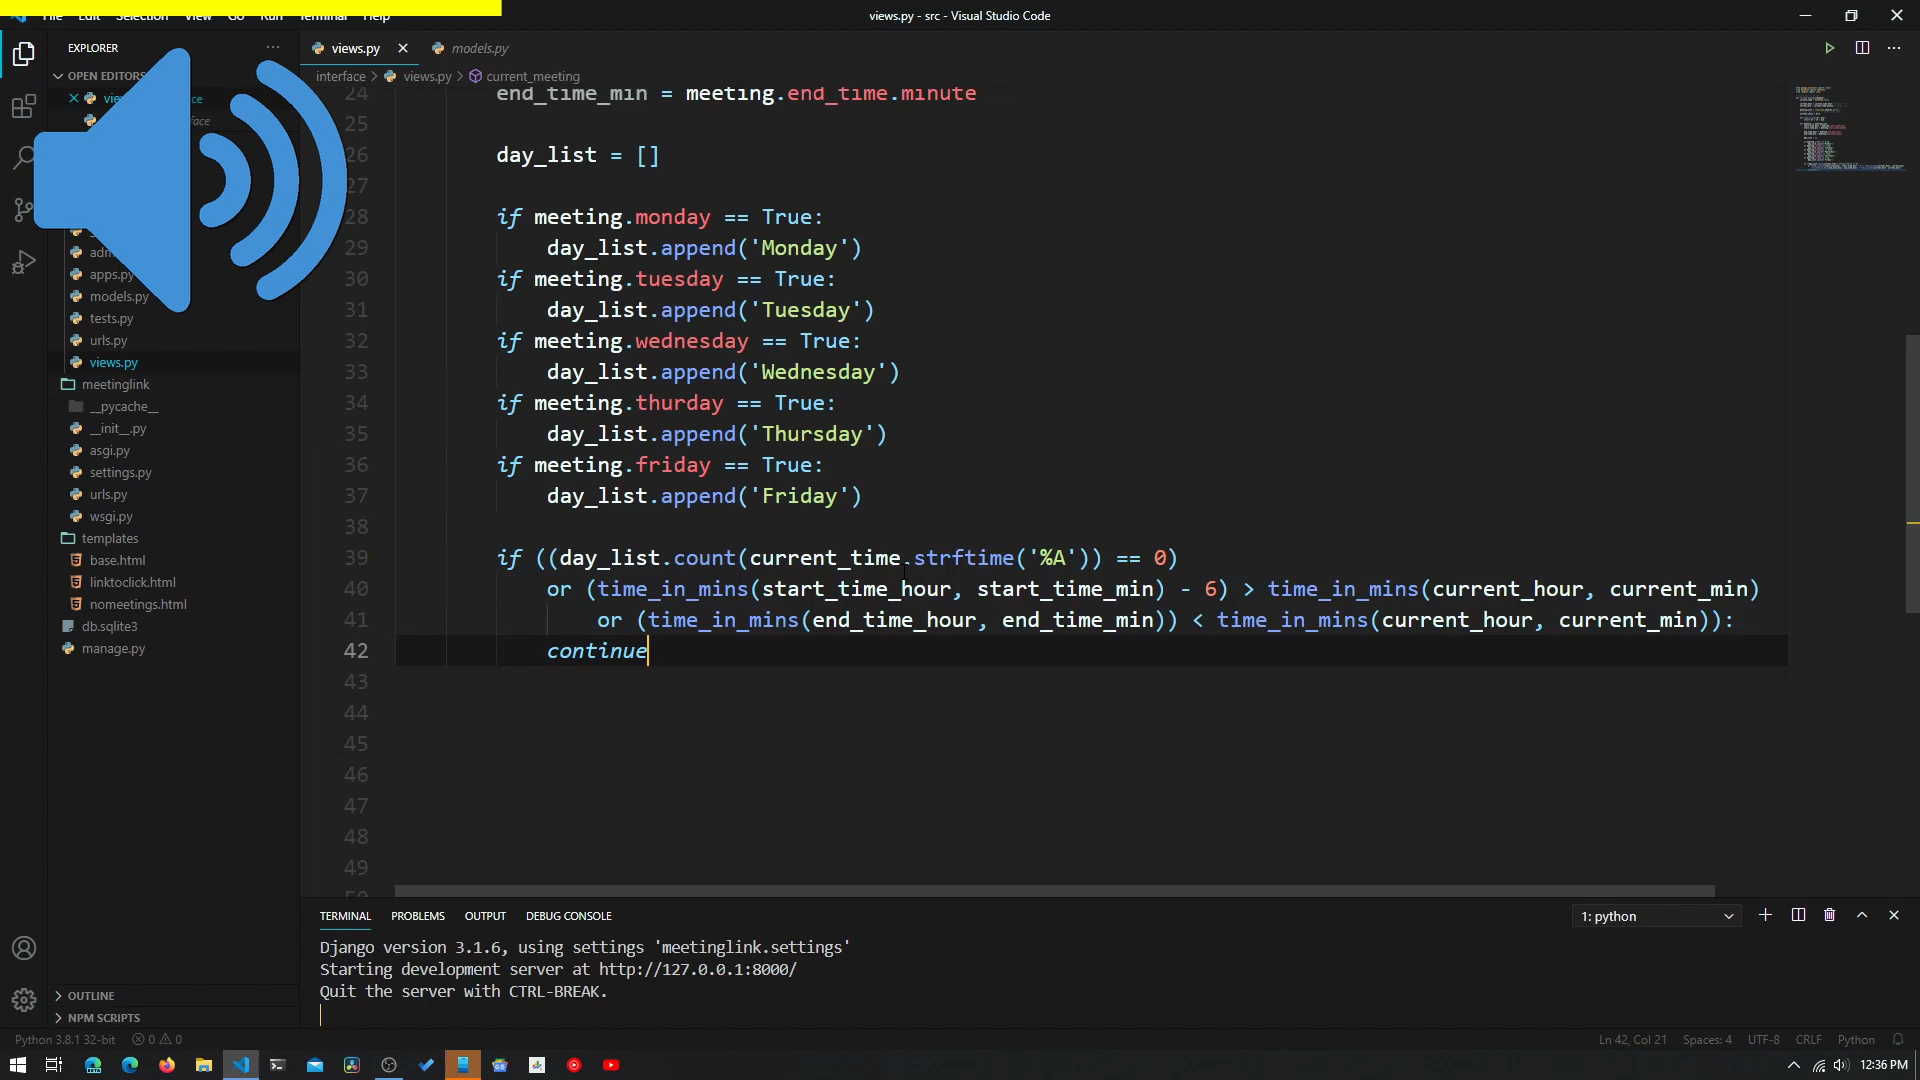 File Edit Selection View Go Run Terminal Help
views.py - src - Visual Studio Code
EXPLORER
views.py
models.py
OPEN EDITORS
interface > views.py > current_meeting
24 end_time_min = meeting.end_time.minute
25
26 day_list = []
27
28 if meeting.monday == True:
29 day_list.append('Monday')
30 if meeting.tuesday == True:
31 day_list.append('Tuesday')
32 if meeting.wednesday == True:
33 day_list.append('Wednesday')
34 if meeting.thurday == True:
35 day_list.append('Thursday')
36 if meeting.friday == True:
37 day_list.append('Friday')
38
39 if ((day_list.count(current_time.strftime('%A')) == 0)
40 or (time_in_mins(start_time_hour, start_time_min) - 6) > time_in_mins(current_hour, current_min)
41 or (time_in_mins(end_time_hour, end_time_min)) < time_in_mins(current_hour, current_min)):
42 continue
43
44
45
46
47
48
49
apps.py
models.py
tests.py
urls.py
views.py
meetinglink
__pycache__
__init__.py
asgi.py
settings.py
urls.py
wsgi.py
templates
base.html
linktoclick.html
nomeetings.html
db.sqlite3
manage.py
OUTLINE
NPM SCRIPTS
TERMINAL PROBLEMS OUTPUT DEBUG CONSOLE
1: python
Django version 3.1.6, using settings 'meetinglink.settings'
Starting development server at http://127.0.0.1:8000/
Quit the server with CTRL-BREAK.
Python 3.8.1 32-bit 0 0
Ln 42, Col 21 Spaces: 4 UTF-8 CRLF Python
12:36 PM